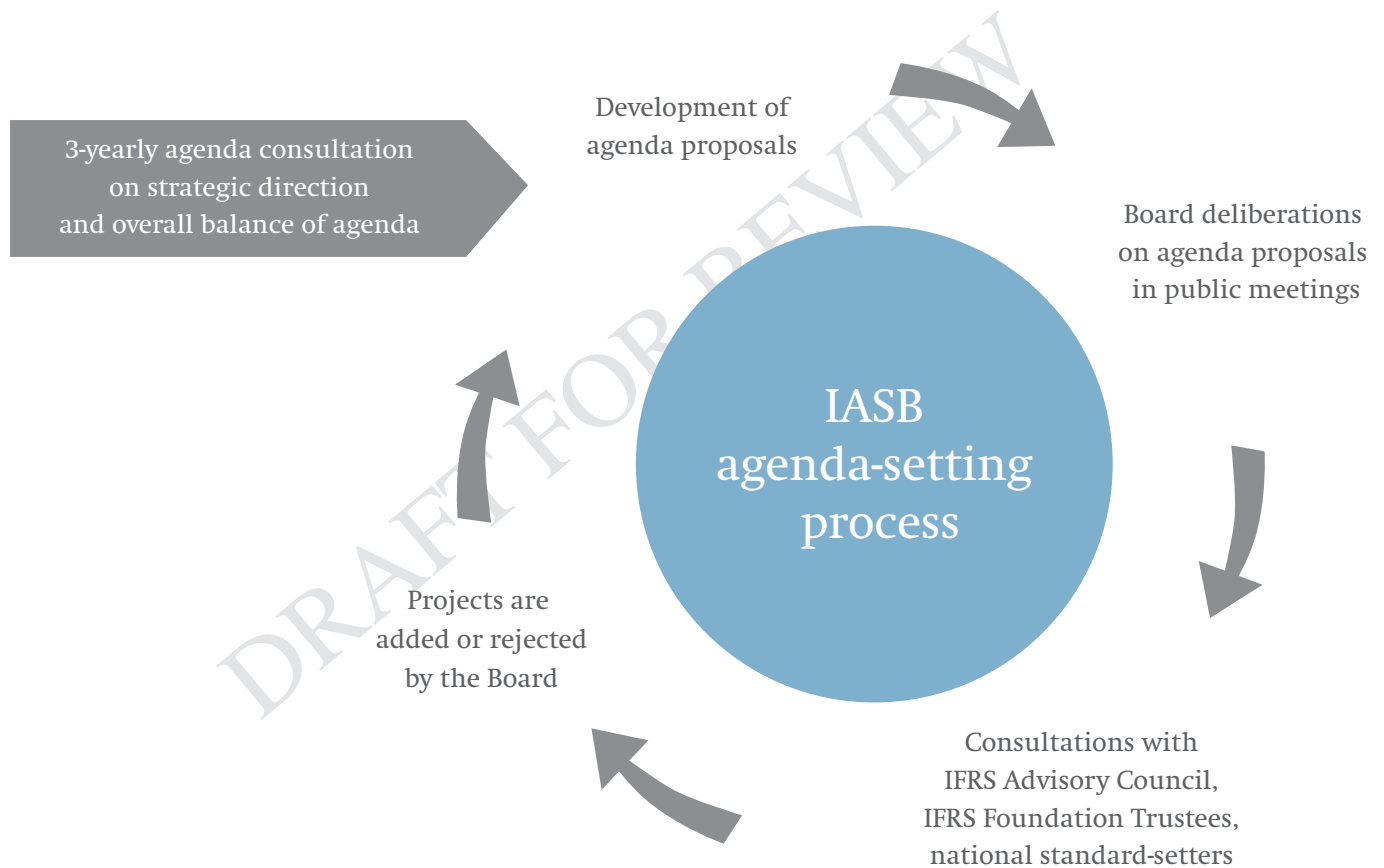 3-yearly agenda consultation
on strategic direction
and overall balance of agenda
Development of
agenda proposals
Board deliberations
on agenda proposals
in public meetings
IASB
agenda-setting
process
Projects are
added or rejected
by the Board
Consultations with
IFRS Advisory Council,
IFRS Foundation Trustees,
national standard-setters
DRAFT FOR REVIEW